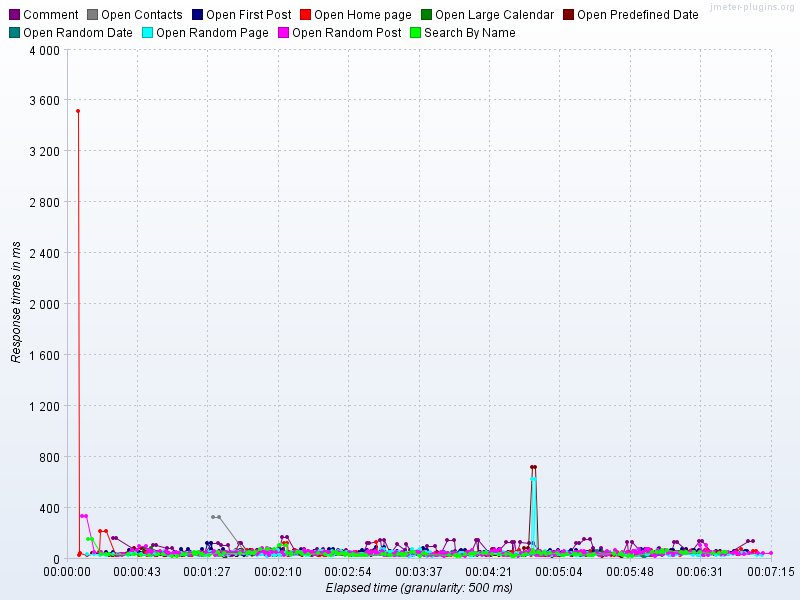 jmeter-plugins.org
Comment Open Contacts Open First Post Open Home page Open Large Calendar Open Predefined Date
Open Random Date Open Random Page Open Random Post Search By Name
4 000
3 600
3 200
2 800
2 400
2 000
1 600
1 200
800
400
0
Response times in ms
00:00:00 00:00:43 00:01:27 00:02:10 00:02:54 00:03:37 00:04:21 00:05:04 00:05:48 00:06:31 00:07:15
Elapsed time (granularity: 500 ms)